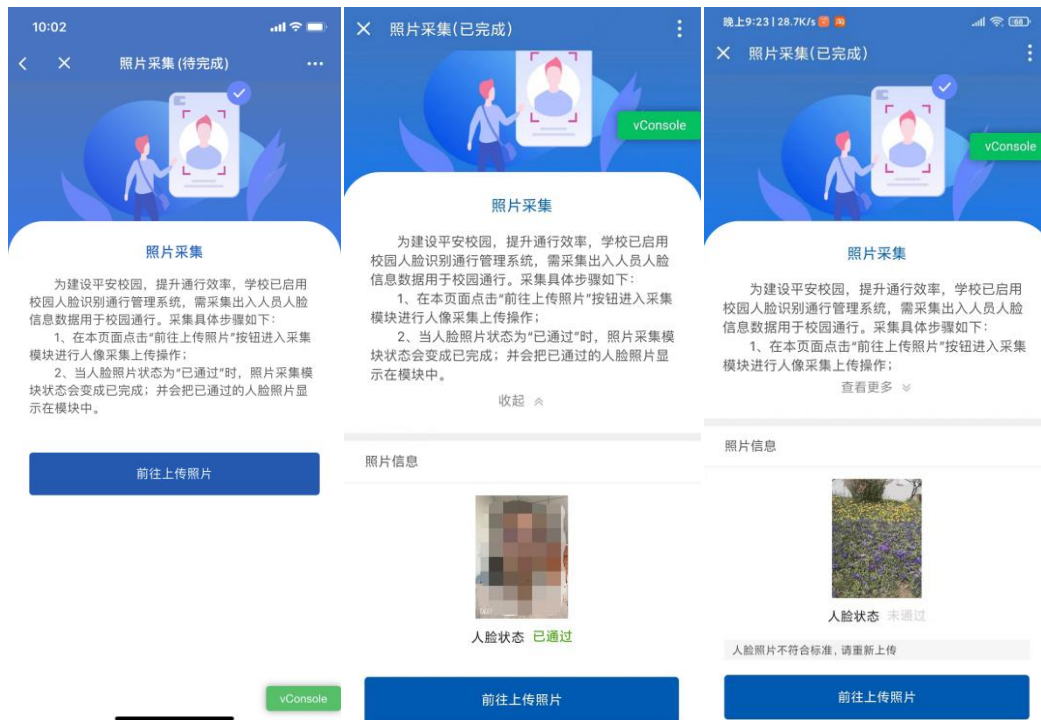 10:02
照片采集 (待完成)
照片采集
为建设平安校园，提升通行效率，学校已启用
校园人脸识别通行管理系统，需采集出入人员人脸
信息数据用于校园通行。采集具体步骤如下：
1、在本页面点击“前往上传照片”按钮进入采集
模块进行人像采集上传操作；
2、当人脸照片状态为“已通过”时，照片采集模
块状态会变成已完成；并会把已通过的人脸照片显
示在模块中。
前往上传照片
vConsole
照片采集(已完成)
vConsole
照片采集
为建设平安校园，提升通行效率，学校已启用
校园人脸识别通行管理系统，需采集出入人员人脸
信息数据用于校园通行。采集具体步骤如下：
1、在本页面点击“前往上传照片”按钮进入采集
模块进行人像采集上传操作；
2、当人脸照片状态为“已通过”时，照片采集模
块状态会变成已完成；并会把已通过的人脸照片显
示在模块中。
收起
照片信息
人脸状态 已通过
前往上传照片
晚上9:23 | 28.7K/s
68
照片采集(已完成)
vConsole
照片采集
为建设平安校园，提升通行效率，学校已启用
校园人脸识别通行管理系统，需采集出入人员人脸
信息数据用于校园通行。采集具体步骤如下：
1、在本页面点击“前往上传照片”按钮进入采集
模块进行人像采集上传操作；
查看更多
照片信息
人脸状态 未通过
人脸照片不符合标准，请重新上传
前往上传照片